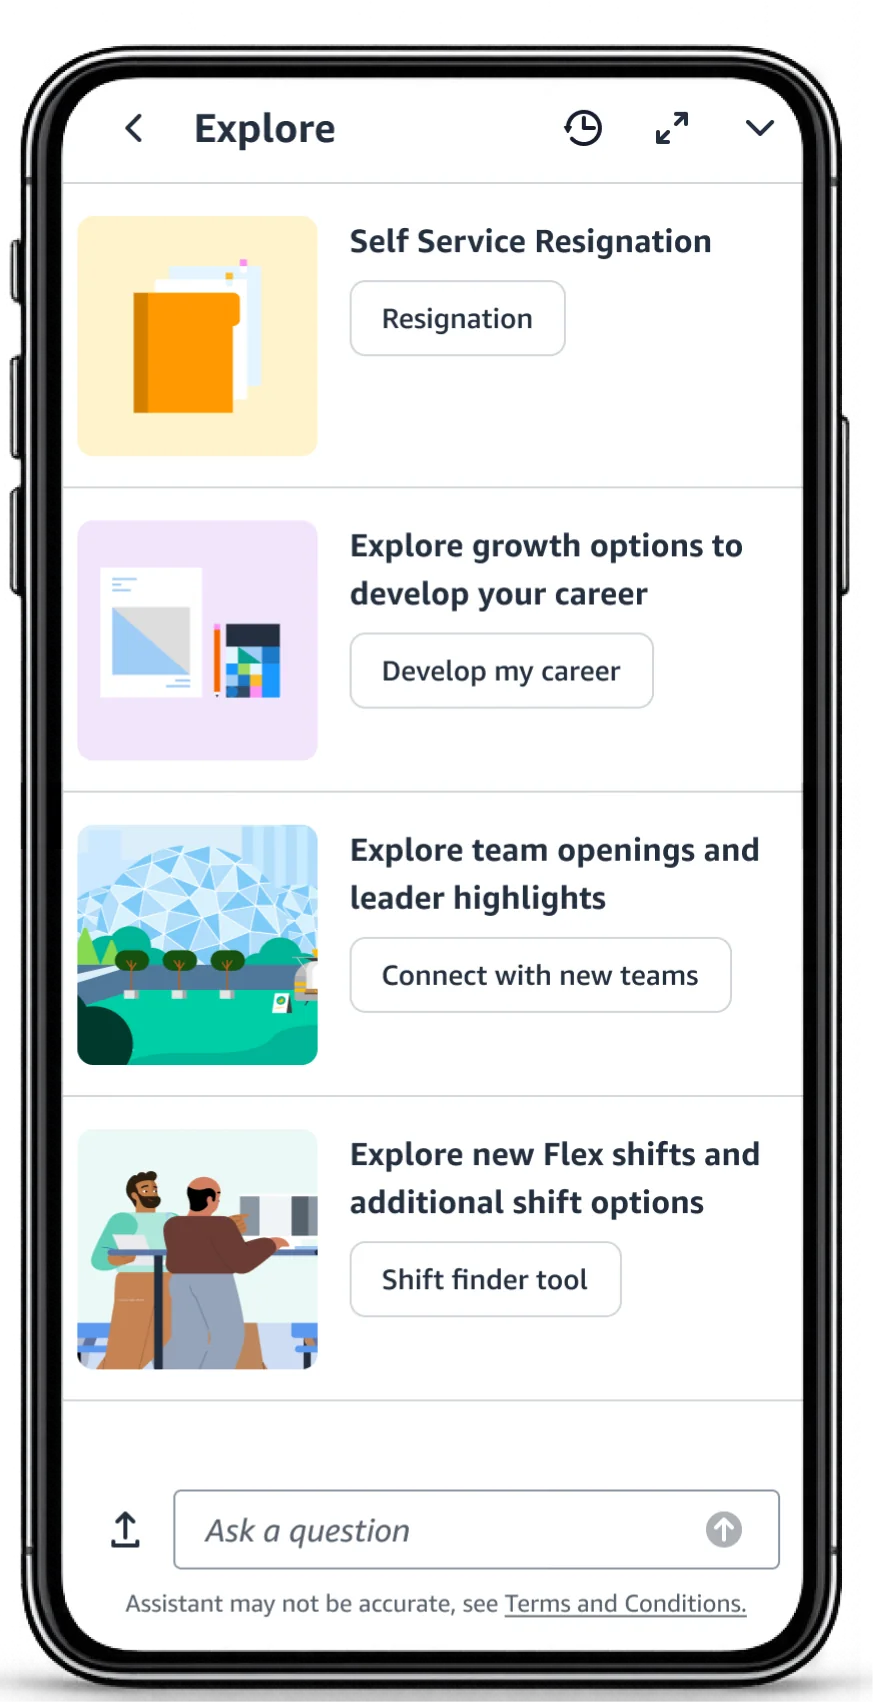 Explore
Self Service Resignation
Resignation
Explore growth options to
develop your career
Develop my career
Explore team openings and
leader highlights
Connect with new teams
Explore new Flex shifts and
additional shift options
Shift finder tool
Ask a question
Assistant may not be accurate, see Terms and Conditions.